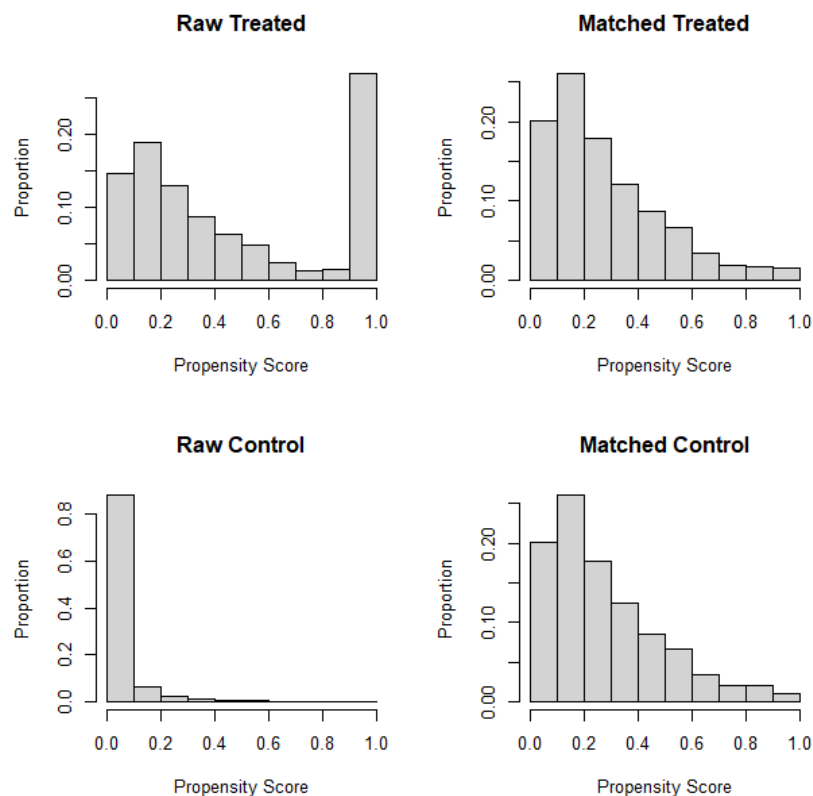 Raw Treated
Proportion
0.00 0.10 0.20
0.0 0.2 0.4 0.6 0.8 1.0
Propensity Score
Matched Treated
Proportion
0.00 0.10 0.20
0.0 0.2 0.4 0.6 0.8 1.0
Propensity Score
Raw Control
Proportion
0.0 0.2 0.4 0.6 0.8
0.0 0.2 0.4 0.6 0.8 1.0
Propensity Score
Matched Control
Proportion
0.00 0.10 0.20
0.0 0.2 0.4 0.6 0.8 1.0
Propensity Score